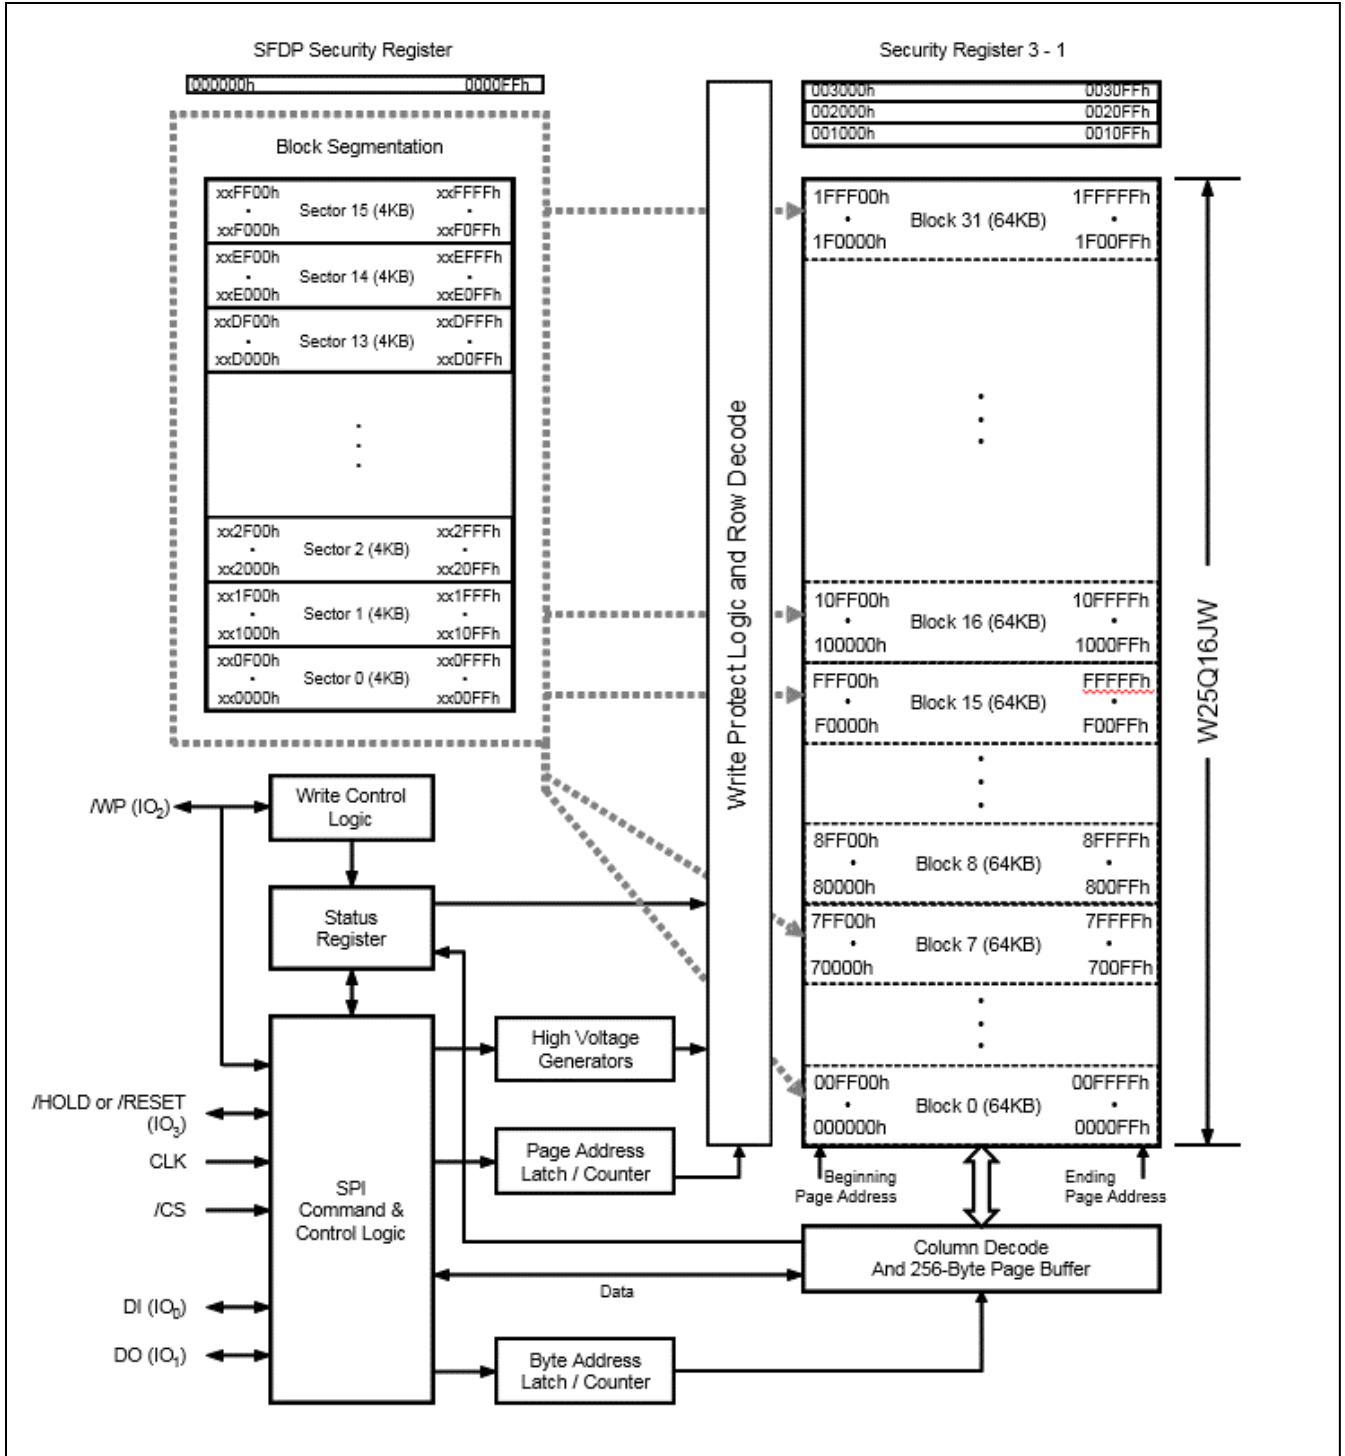 SFDP Security Register
000000h 0000FFh
Block Segmentation
xxFF00h xxFFFFh
Sector 15 (4KB)
xxF000h xxF0FFh
xxEF00h xxEFFFh
Sector 14 (4KB)
xxE000h xxE0FFh
xxDF00h xxDFFFh
Sector 13 (4KB)
xxD000h xxD0FFh
xx2F00h xx2FFFh
Sector 2 (4KB)
xx2000h xx20FFh
xx1F00h xx1FFFh
Sector 1 (4KB)
xx1000h xx10FFh
xx0F00h xx0FFFh
Sector 0 (4KB)
xx0000h xx00FFh
Write Protect Logic and Row Decode
Security Register 3 - 1
003000h 0030FFh
002000h 0020FFh
001000h 0010FFh
1FFF00h 1FFFFFh
Block 31 (64KB)
1F0000h 1F00FFh
10FF00h 10FFFFh
Block 16 (64KB)
100000h 1000FFh
FFF00h FFFFFh
Block 15 (64KB)
F0000h F00FFh
8FF00h 8FFFFh
Block 8 (64KB)
80000h 800FFh
7FF00h 7FFFFh
Block 7 (64KB)
70000h 700FFh
00FF00h 00FFFFh
Block 0 (64KB)
000000h 0000FFh
W25Q16JW
Beginning
Page Address
Ending
Page Address
/WP (IO2)
Write Control
Logic
Status
Register
High Voltage
Generators
/HOLD or /RESET
(IO3)
CLK
/CS
DI (IO0)
DO (IO1)
SPI
Command &
Control Logic
Page Address
Latch / Counter
Column Decode
And 256-Byte Page Buffer
Data
Byte Address
Latch / Counter